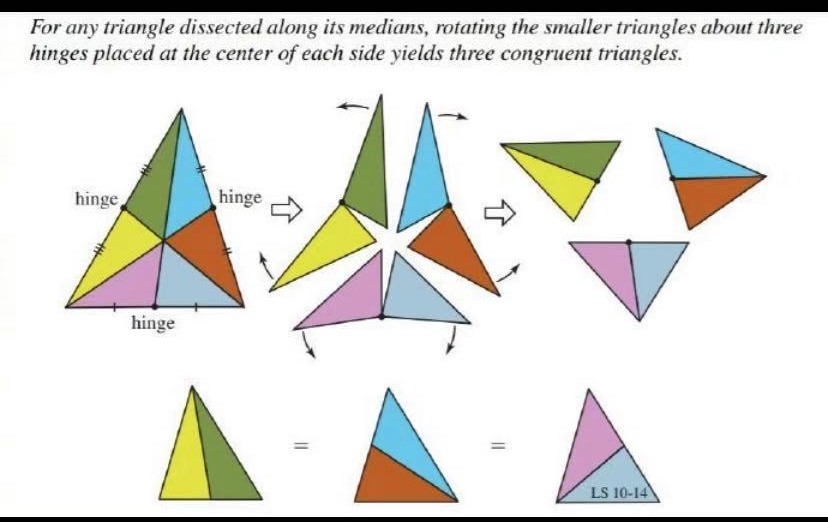 For any triangle dissected along its medians, rotating the smaller triangles about three
hinges placed at the center of each side yields three congruent triangles.
hinge
hinge
hinge
=
=
LS 10-14